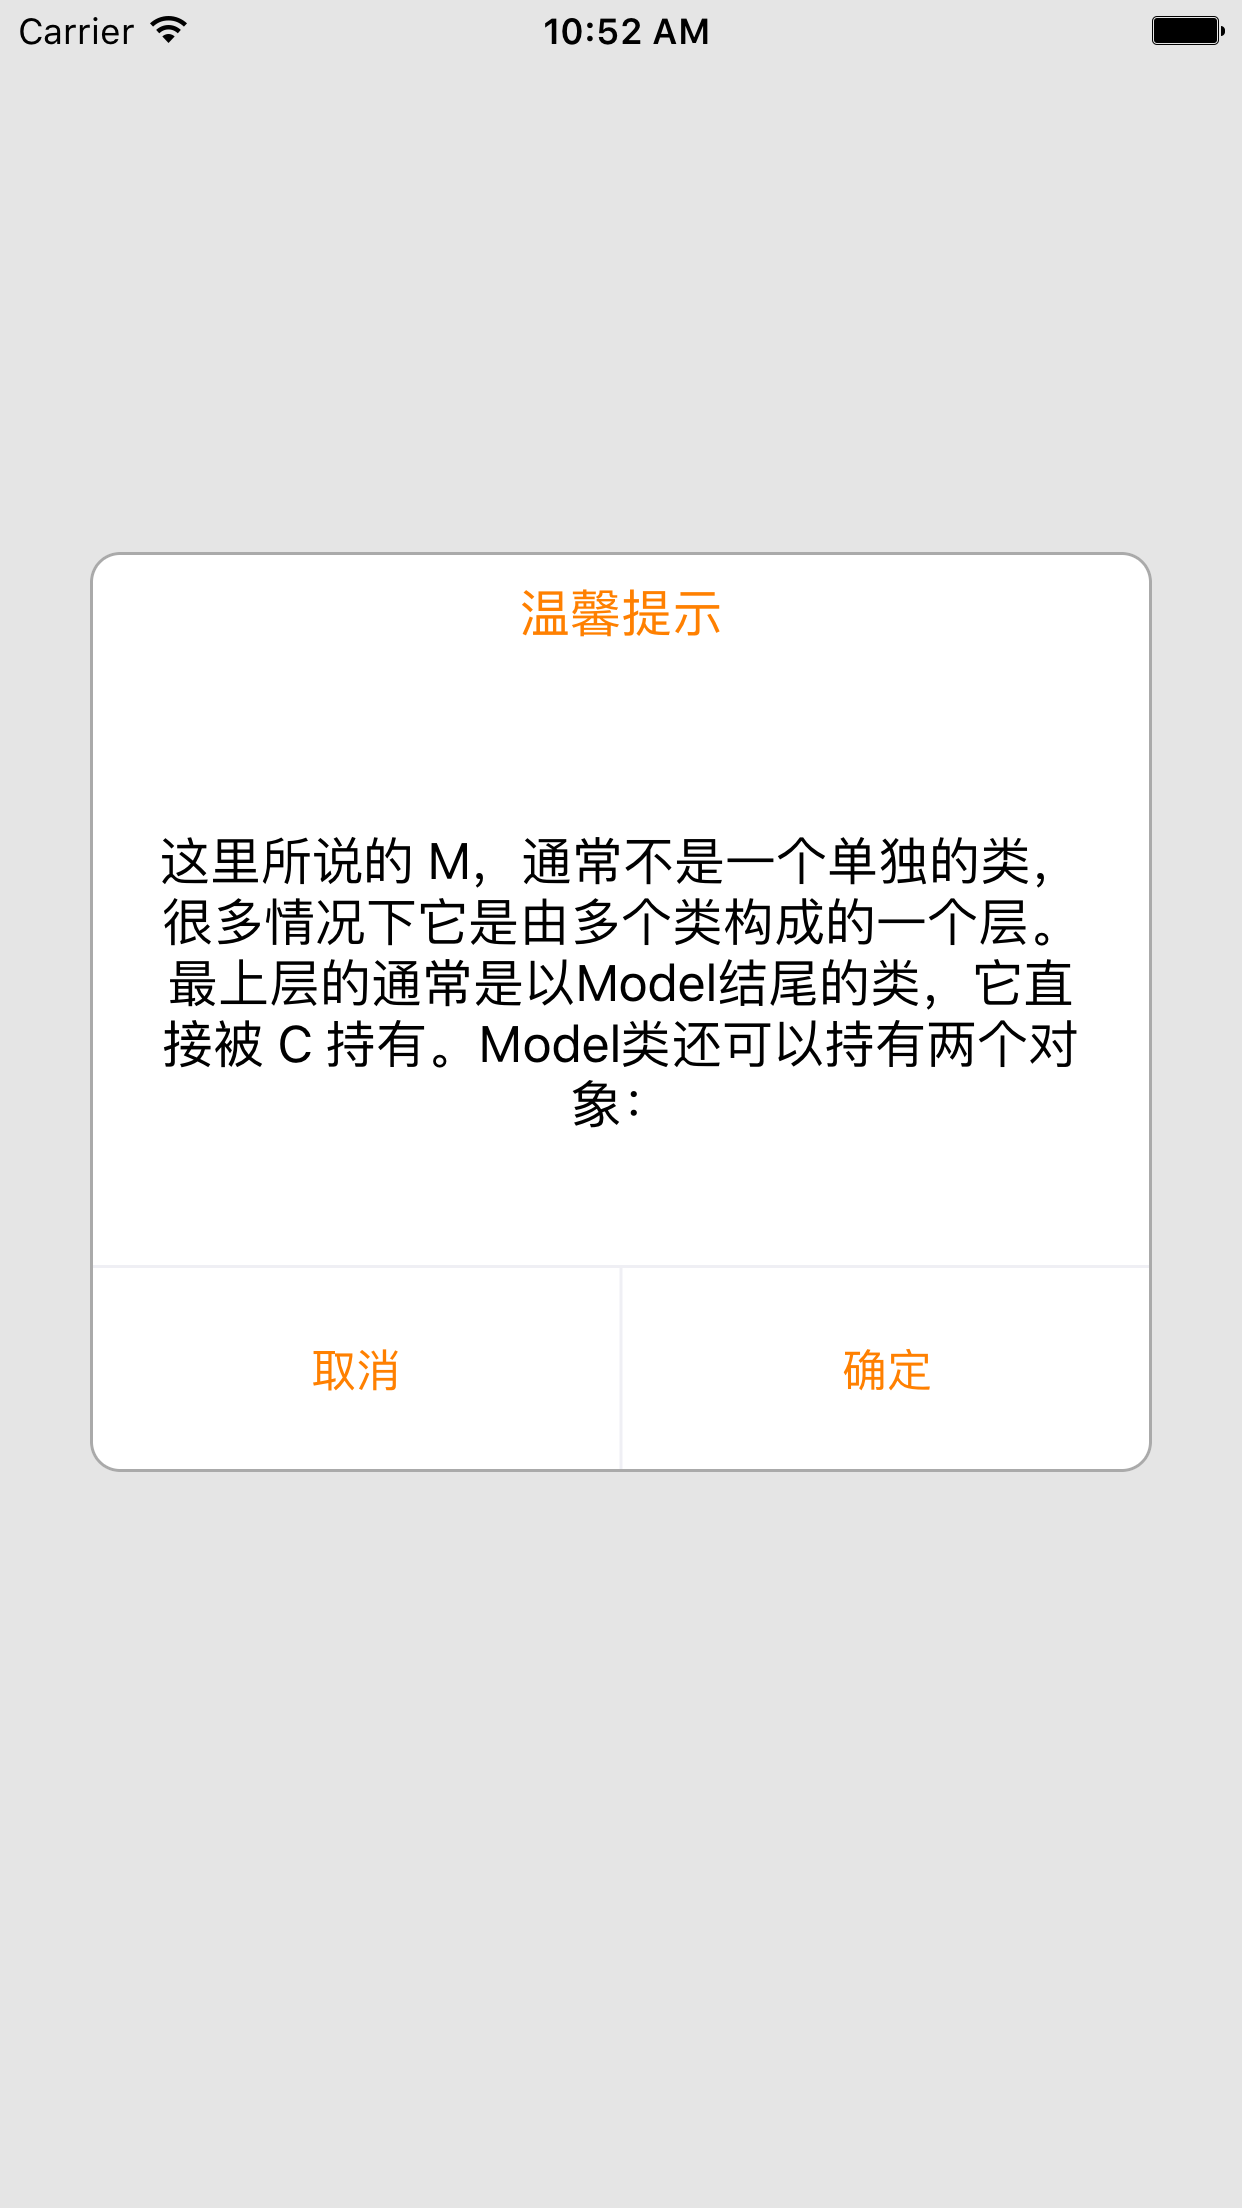 Carrier 10:52 AM
温馨提示
这里所说的 M，通常不是一个单独的类，
很多情况下它是由多个类构成的一个层。
最上层的通常是以Model结尾的类，它直
接被 C 持有。Model类还可以持有两个对
象：
取消 确定